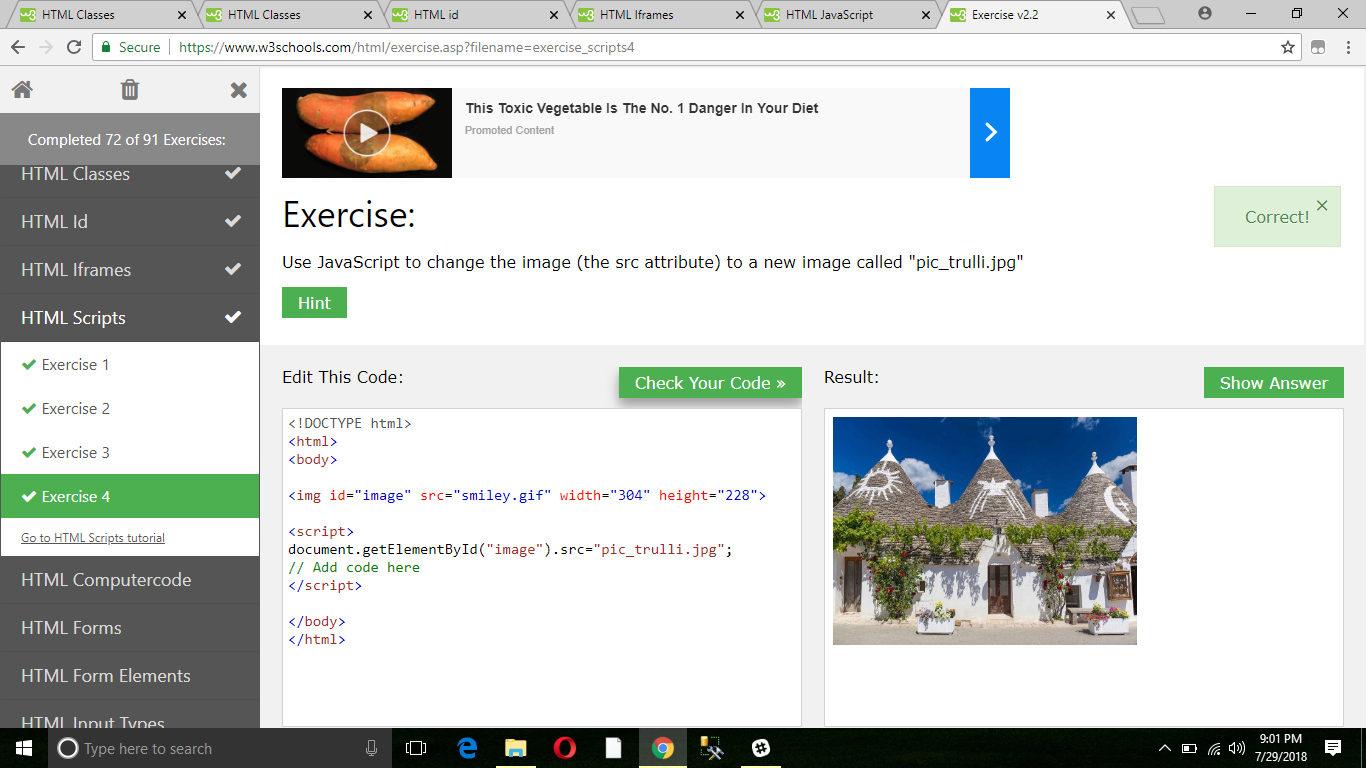 HTML Classes
HTML Classes
HTML id
HTML Iframes
HTML JavaScript
Exercise v2.2
Secure
https://www.w3schools.com/html/exercise.asp?filename=exercise_scripts4
Completed 72 of 91 Exercises:
HTML Classes
HTML Id
HTML Iframes
HTML Scripts
Exercise 1
Exercise 2
Exercise 3
Exercise 4
Go to HTML Scripts tutorial
HTML Computercode
HTML Forms
HTML Form Elements
HTML Input Types
This Toxic Vegetable Is The No. 1 Danger In Your Diet
Promoted Content
Exercise:
Correct!
Use JavaScript to change the image (the src attribute) to a new image called "pic_trulli.jpg"
Hint
Edit This Code:
Check Your Code »
<!DOCTYPE html>
<html>
<body>
<img id="image" src="smiley.gif" width="304" height="228">
<script>
document.getElementById("image").src="pic_trulli.jpg";
// Add code here
</script>
</body>
</html>
Result:
Show Answer
Type here to search
9:01 PM
7/29/2018